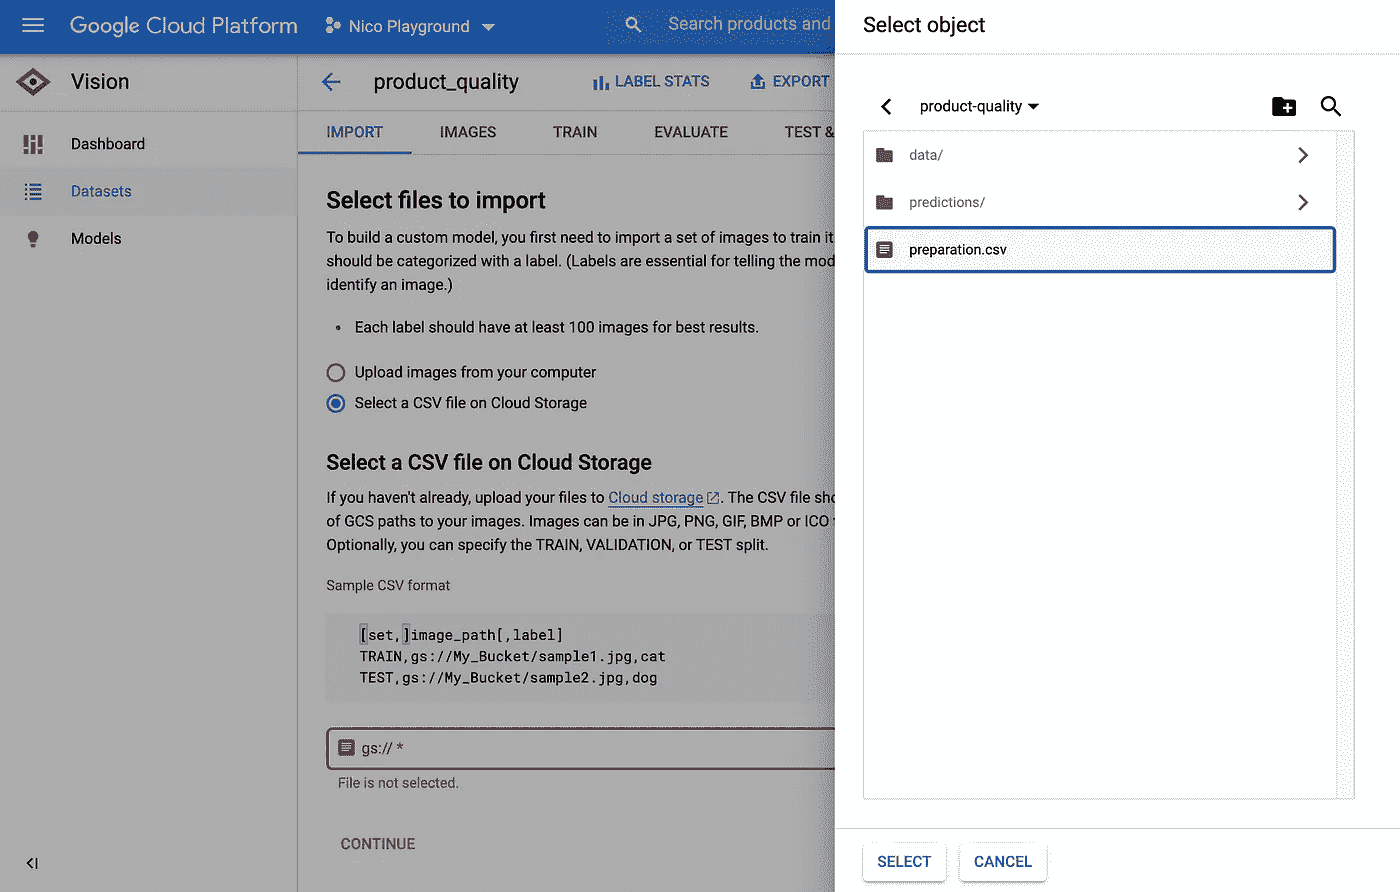 Google Cloud Platform
Nico Playground
Search products and
Vision
Dashboard
Datasets
Models
product_quality
LABEL STATS
EXPORT
IMPORT
IMAGES
TRAIN
EVALUATE
TEST &
Select files to import
To build a custom model, you first need to import a set of images to train it
should be categorized with a label. (Labels are essential for telling the mod
identify an image.)
• Each label should have at least 100 images for best results.
Upload images from your computer
Select a CSV file on Cloud Storage
Select a CSV file on Cloud Storage
If you haven't already, upload your files to Cloud storage. The CSV file sho
of GCS paths to your images. Images can be in JPG, PNG, GIF, BMP or ICO
Optionally, you can specify the TRAIN, VALIDATION, or TEST split.
Sample CSV format
[set,]image_path[,label]
TRAIN,gs://My_Bucket/sample1.jpg,cat
TEST,gs://My_Bucket/sample2.jpg,dog
gs:// *
File is not selected.
CONTINUE
Select object
product-quality
data/
predictions/
preparation.csv
SELECT
CANCEL